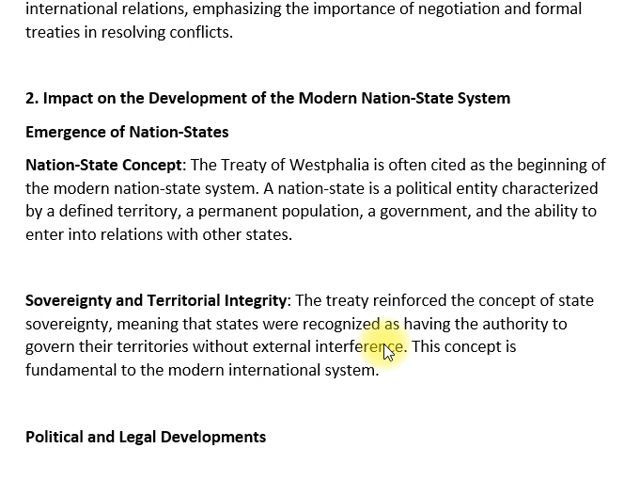 international relations, emphasizing the importance of negotiation and formal
treaties in resolving conflicts.
2. Impact on the Development of the Modern Nation-State System
Emergence of Nation-States
Nation-State Concept: The Treaty of Westphalia is often cited as the beginning of
the modern nation-state system. A nation-state is a political entity characterized
by a defined territory, a permanent population, a government, and the ability to
enter into relations with other states.
Sovereignty and Territorial Integrity: The treaty reinforced the concept of state
sovereignty, meaning that states were recognized as having the authority to
govern their territories without external interference. This concept is
fundamental to the modern international system.
Political and Legal Developments